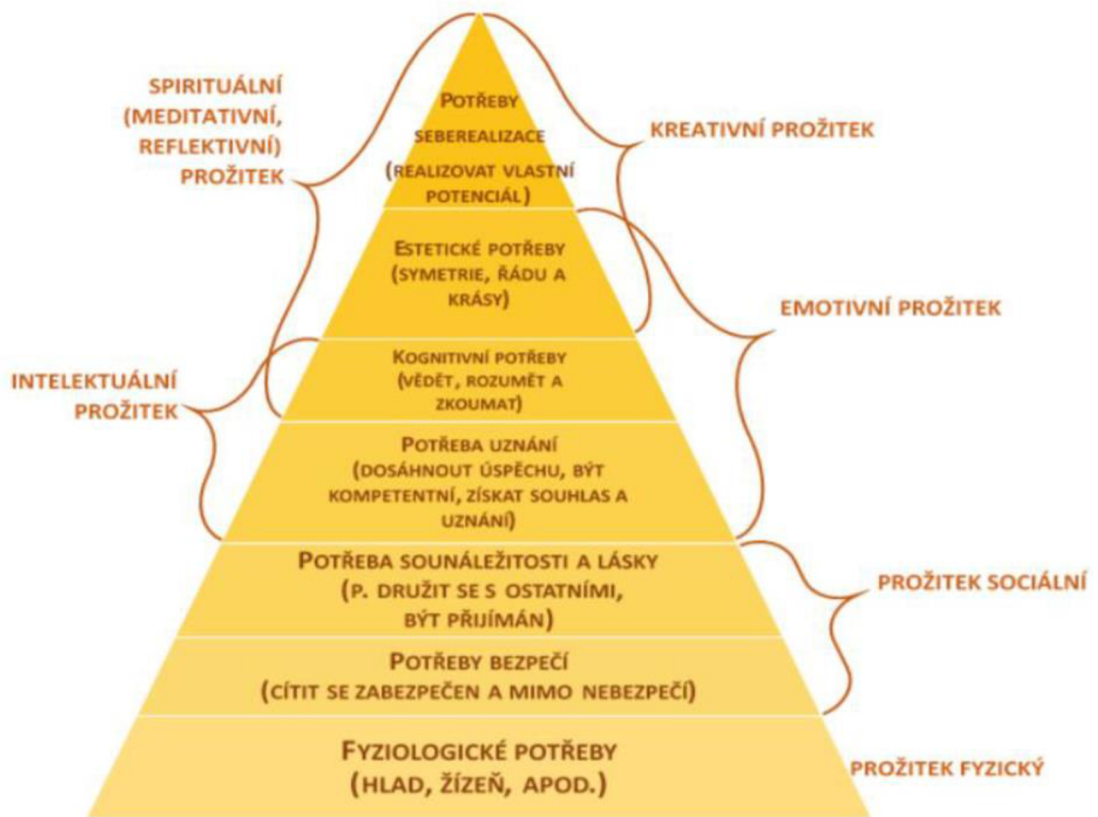 SPIRITUÁLNÍ
(MEDITATIVNÍ,
REFLEKTIVNÍ)
PROŽITEK
POTŘEBY
SEBEREALIZACE
(REALIZOVAT VLASTNÍ
POTENCIÁL)
KREATIVNÍ PROŽITEK
ESTETICKÉ POTŘEBY
(SYMETRIE, ŘÁDU A
KRÁSY)
EMOTIVNÍ PROŽITEK
INTELEKTUÁLNÍ
PROŽITEK
KOGNITIVNÍ POTŘEBY
(VĚDĚT, ROZUMĚT A
ZKOUMAT)
POTŘEBA UZNÁNÍ
(DOSÁHNOUT ÚSPĚCHU, BÝT
KOMPETENTNÍ, ZÍSKAT SOUHLAS A
UZNÁNÍ)
POTŘEBA SOUNÁLEŽITOSTI A LÁSKY
(P. DRUŽIT SE S OSTATNÍMI,
BÝT PŘIJÍMÁN)
PROŽITEK SOCIÁLNÍ
POTŘEBY BEZPEČÍ
(CÍTIT SE ZABEZPEČEN A MIMO NEBEZPEČÍ)
FYZIOLOGICKÉ POTŘEBY
(HLAD, ŽÍZEŇ, APOD.)
PROŽITEK FYZICKÝ